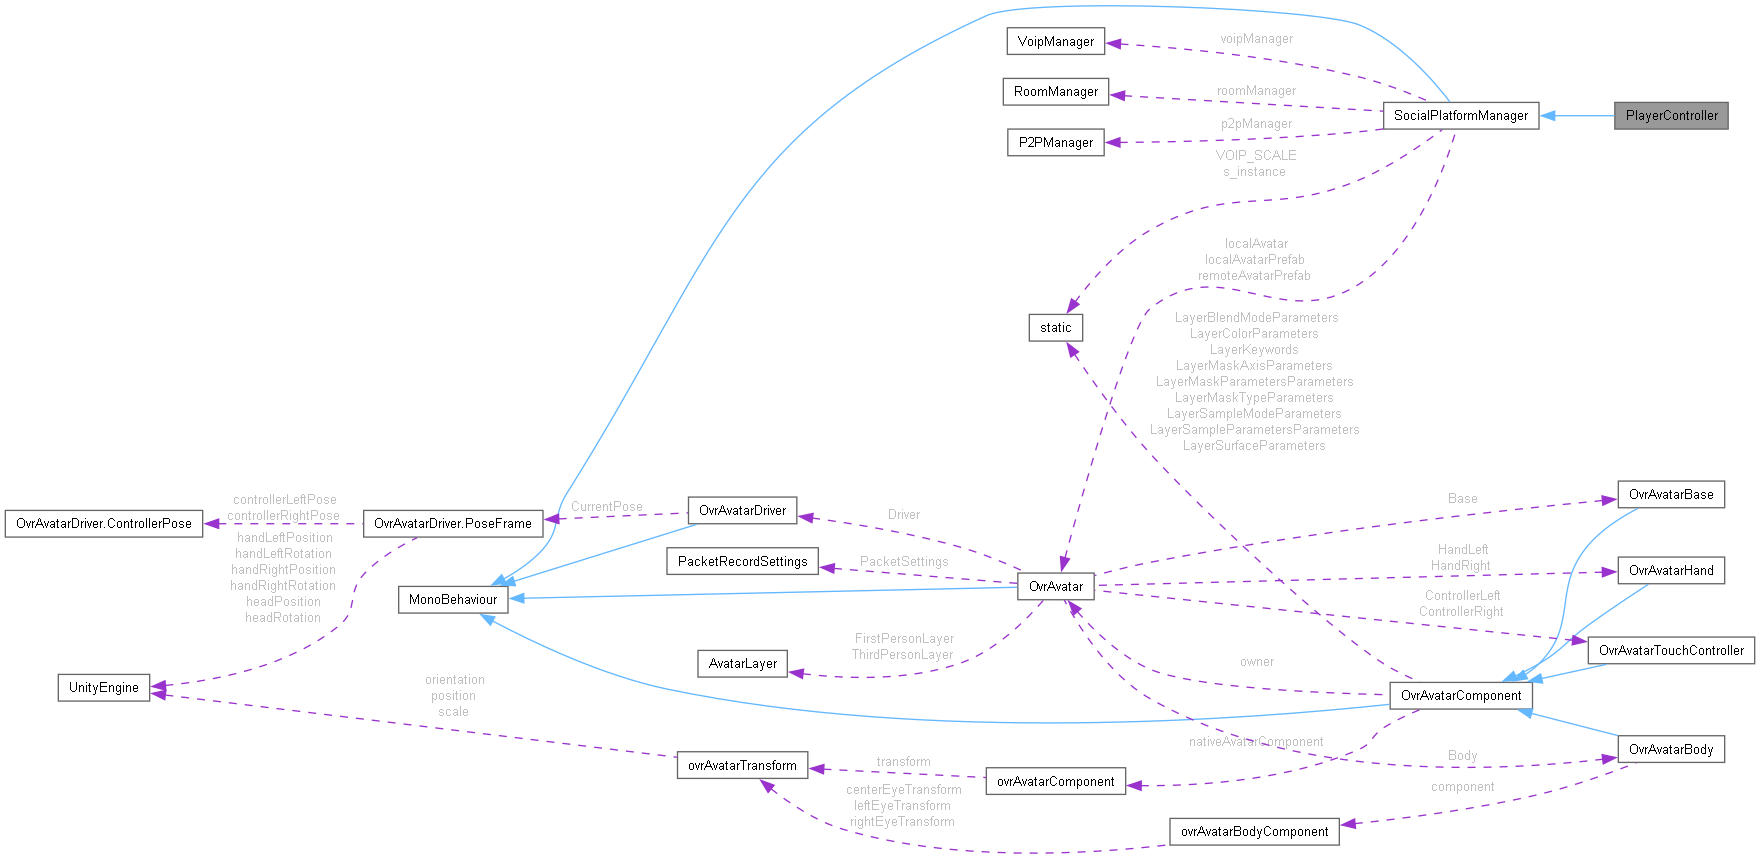 VoipManager
voipManager
RoomManager
roomManager
SocialPlatformManager
PlayerController
P2PManager
p2pManager
VOIP_SCALE
s_instance
localAvatar
localAvatarPrefab
remoteAvatarPrefab
static
LayerBlendModeParameters
LayerColorParameters
LayerKeywords
LayerMaskAxisParameters
LayerMaskParametersParameters
LayerMaskTypeParameters
LayerSampleModeParameters
LayerSampleParametersParameters
LayerSurfaceParameters
OvrAvatarDriver.ControllerPose
controllerLeftPose
controllerRightPose
OvrAvatarDriver.PoseFrame
CurrentPose
OvrAvatarDriver
Driver
Base
OvrAvatarBase
handLeftPosition
handLeftRotation
handRightPosition
handRightRotation
headPosition
headRotation
MonoBehaviour
PacketRecordSettings
PacketSettings
OvrAvatar
HandLeft
HandRight
OvrAvatarHand
ControllerLeft
ControllerRight
OvrAvatarTouchController
AvatarLayer
FirstPersonLayer
ThirdPersonLayer
owner
OvrAvatarComponent
UnityEngine
orientation
position
scale
nativeAvatarComponent
Body
OvrAvatarBody
ovrAvatarTransform
transform
ovrAvatarComponent
component
centerEyeTransform
leftEyeTransform
rightEyeTransform
ovrAvatarBodyComponent